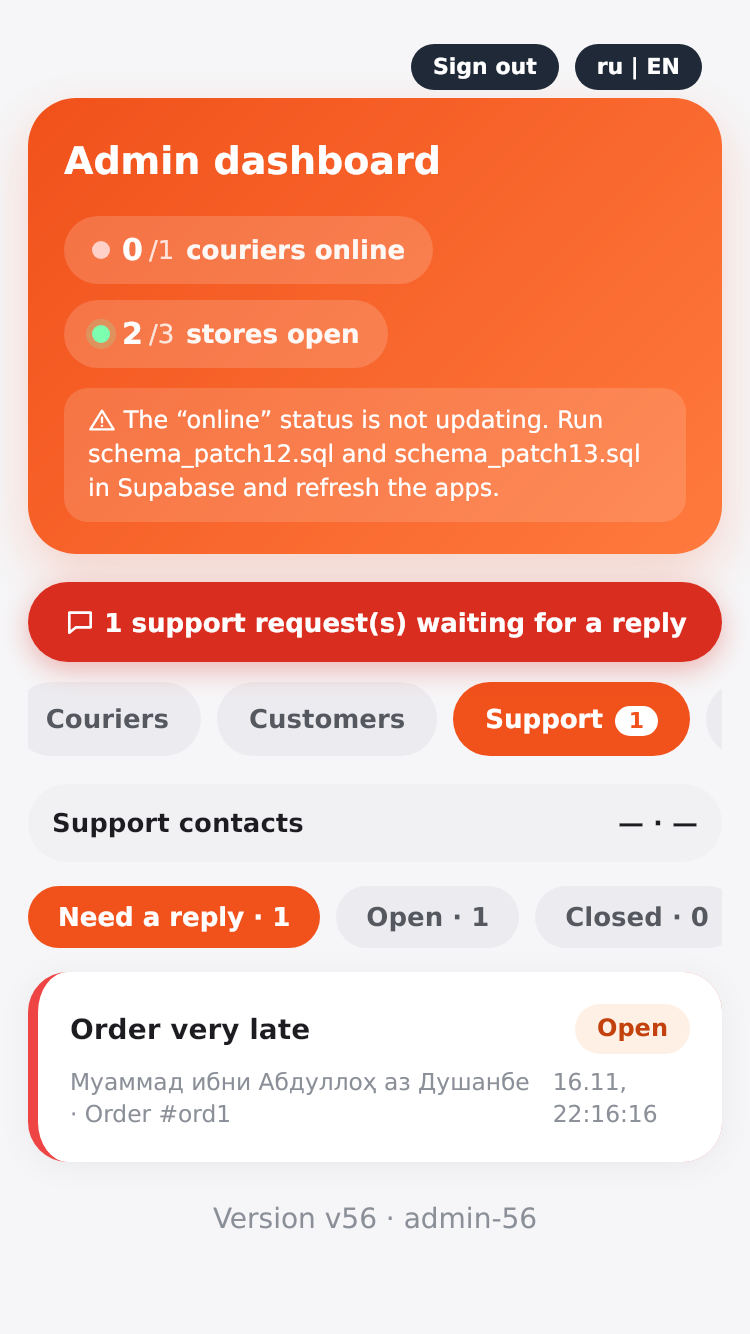 Sign out
ru | EN
Admin dashboard
0 /1 couriers online
2 /3 stores open
⚠ The “online” status is not updating. Run
schema_patch12.sql and schema_patch13.sql
in Supabase and refresh the apps.
1 support request(s) waiting for a reply
Couriers
Customers
Support 1
Support contacts
— · —
Need a reply · 1
Open · 1
Closed · 0
Order very late
Open
Муаммад ибни Абдуллоҳ аз Душанбе
· Order #ord1
16.11,
22:16:16
Version v56 · admin-56